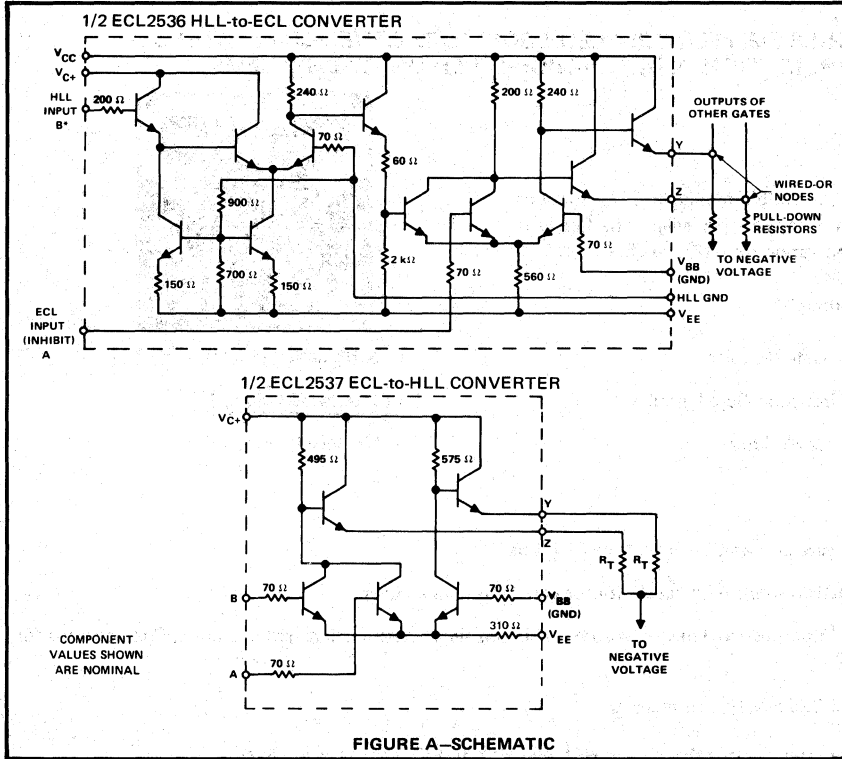 1/2 ECL2536 HLL-to-ECL CONVERTER
VCC
VC+
HLL
INPUT
B*
200 Ω
240 Ω
70 Ω
60 Ω
200 Ω
240 Ω
OUTPUTS OF
OTHER GATES
Y
Z
WIRED-OR
NODES
PULL-DOWN
RESISTORS
TO NEGATIVE
VOLTAGE
900 Ω
150 Ω
700 Ω
150 Ω
2 kΩ
70 Ω
560 Ω
70 Ω
VBB
(GND)
HLL GND
VEE
ECL
INPUT
(INHIBIT)
A
1/2 ECL2537 ECL-to-HLL CONVERTER
VC+
495 Ω
575 Ω
Y
Z
RT
RT
B
70 Ω
70 Ω
VBB
(GND)
310 Ω
VEE
A
70 Ω
TO
NEGATIVE
VOLTAGE
COMPONENT
VALUES SHOWN
ARE NOMINAL
FIGURE A–SCHEMATIC